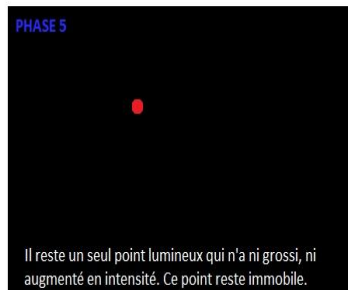 PHASE 5
Il reste un seul point lumineux qui n'a ni grossi, ni
augmenté en intensité. Ce point reste immobile.